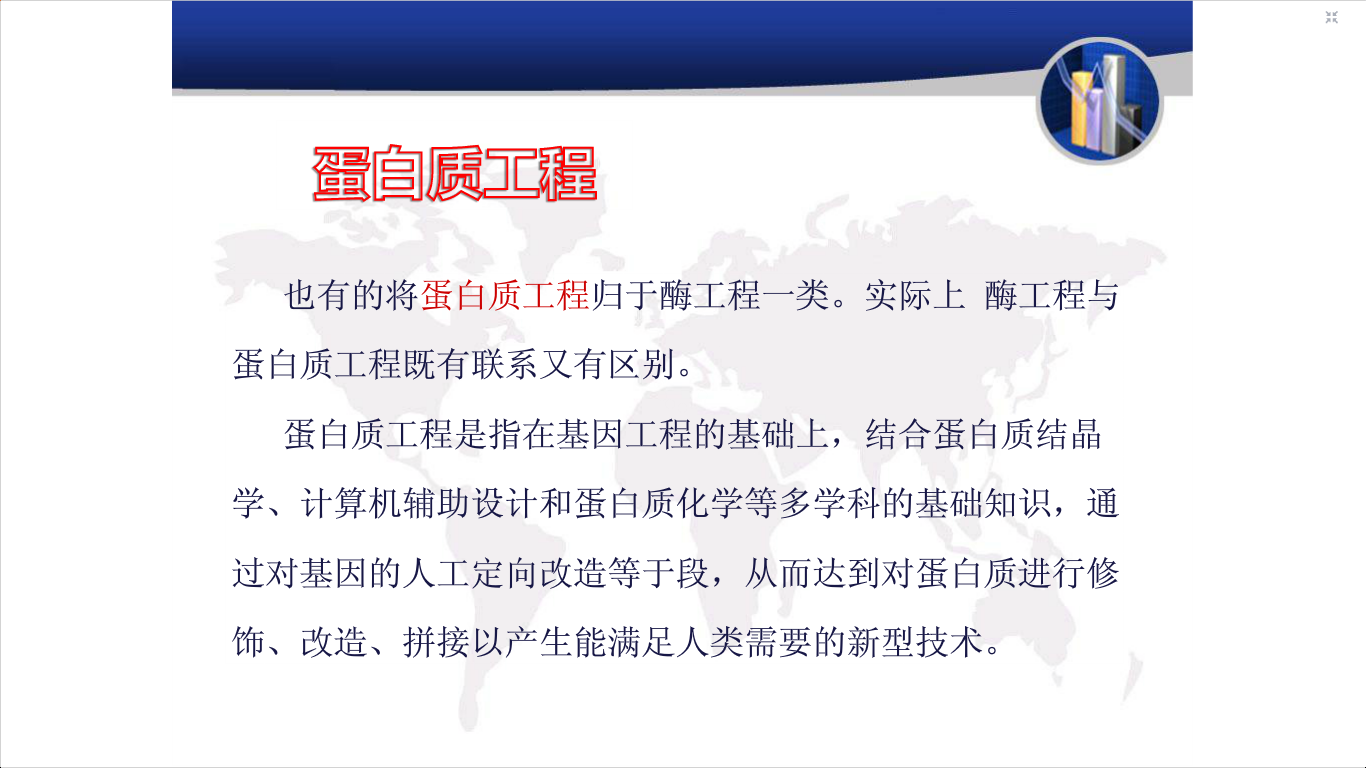 蛋白质工程
也有的将蛋白质工程归于酶工程一类。实际上 酶工程与
蛋白质工程既有联系又有区别。
蛋白质工程是指在基因工程的基础上，结合蛋白质结晶
学、计算机辅助设计和蛋白质化学等多学科的基础知识，通
过对基因的人工定向改造等于段，从而达到对蛋白质进行修
饰、改造、拼接以产生能满足人类需要的新型技术。